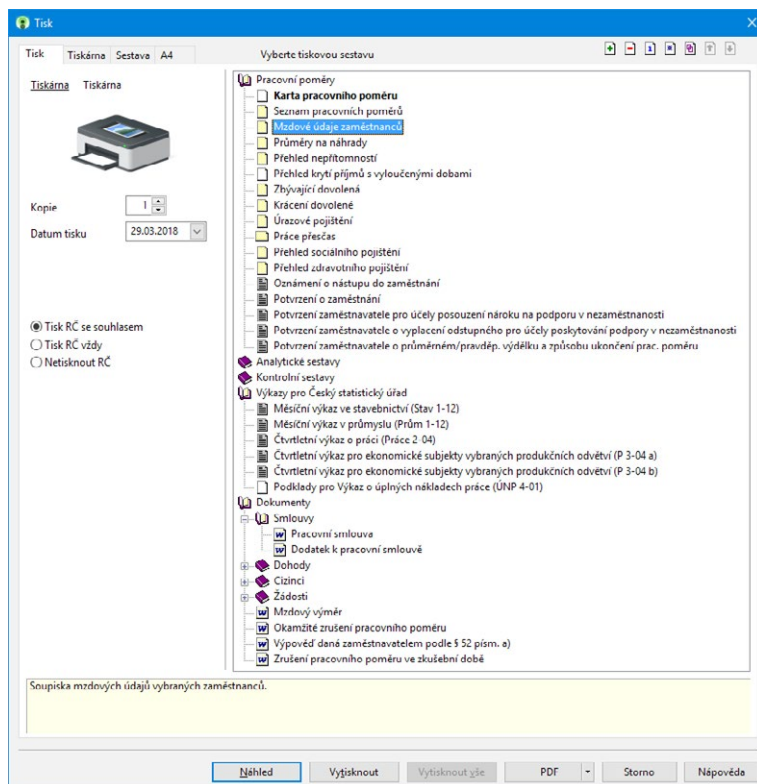 Tisk
Tisk Tiskárna Sestava A4 Vyberte tiskovou sestavu
Tiskárna Tiskárna
Kopie 1
Datum tisku 29.03.2018
Tisk RČ se souhlasem
Tisk RČ vždy
Netisknout RČ
Pracovní poměry
Karta pracovního poměru
Seznam pracovních poměrů
Mzdové údaje zaměstnanců
Průměry na náhrady
Přehled nepřítomností
Přehled krytí příjmů s vyloučenými dobami
Zbývající dovolená
Krácení dovolené
Úrazové pojištění
Práce přesčas
Přehled sociálního pojištění
Přehled zdravotního pojištění
Oznámení o nástupu do zaměstnání
Potvrzení o zaměstnání
Potvrzení zaměstnavatele pro účely posouzení nároku na podporu v nezaměstnanosti
Potvrzení zaměstnavatele o vyplacení odstupného pro účely poskytování podpory v nezaměstnanosti
Potvrzení zaměstnavatele o průměrném/pravděp. výdělku a způsobu ukončení prac. poměru
Analytické sestavy
Kontrolní sestavy
Výkazy pro Český statistický úřad
Měsíční výkaz ve stavebnictví (Stav 1-12)
Měsíční výkaz v průmyslu (Prům 1-12)
Čtvrtletní výkaz o práci (Práce 2-04)
Čtvrtletní výkaz pro ekonomické subjekty vybraných produkčních odvětví (P 3-04 a)
Čtvrtletní výkaz pro ekonomické subjekty vybraných produkčních odvětví (P 3-04 b)
Podklady pro Výkaz o úplných nákladech práce (ÚNP 4-01)
Dokumenty
Smlouvy
Pracovní smlouva
Dodatek k pracovní smlouvě
Dohody
Cizinci
Žádosti
Mzdový výměr
Okamžité zrušení pracovního poměru
Výpověď daná zaměstnavatelem podle § 52 písm. a)
Zrušení pracovního poměru ve zkušební době
Soupiska mzdových údajů vybraných zaměstnanců.
Náhled Vytisknout Vytisknout vše PDF Storno Nápověda